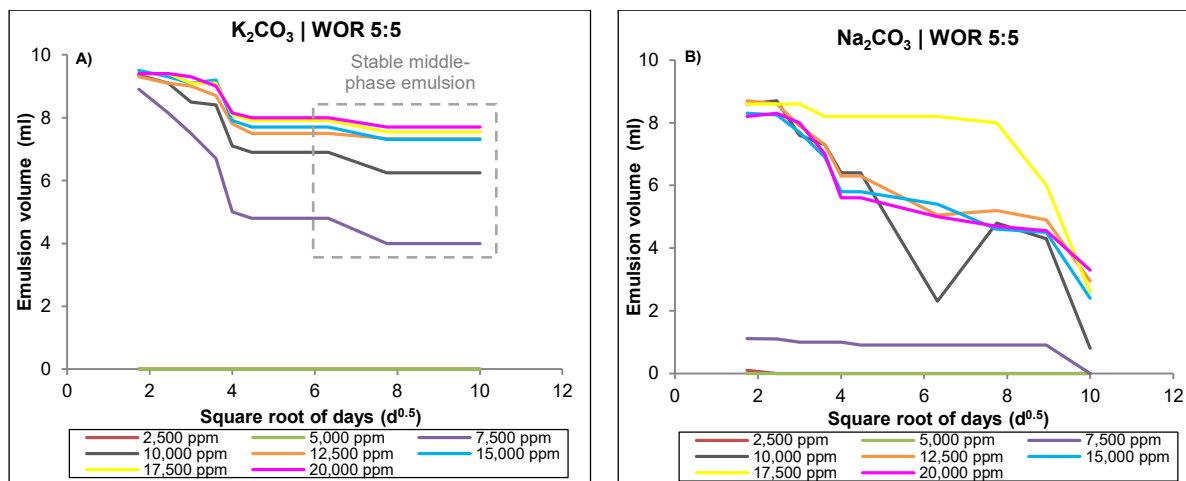 K₂CO₃ | WOR 5:5
A)
Stable middle-
phase emulsion
Emulsion volume (ml)
10
8
6
4
2
0
0 2 4 6 8 10 12
Square root of days (d⁰·⁵)
2,500 ppm 5,000 ppm 7,500 ppm
10,000 ppm 12,500 ppm 15,000 ppm
17,500 ppm 20,000 ppm
Na₂CO₃ | WOR 5:5
B)
Emulsion volume (ml)
10
8
6
4
2
0
0 2 4 6 8 10 12
Square root of days (d⁰·⁵)
2,500 ppm 5,000 ppm 7,500 ppm
10,000 ppm 12,500 ppm 15,000 ppm
17,500 ppm 20,000 ppm